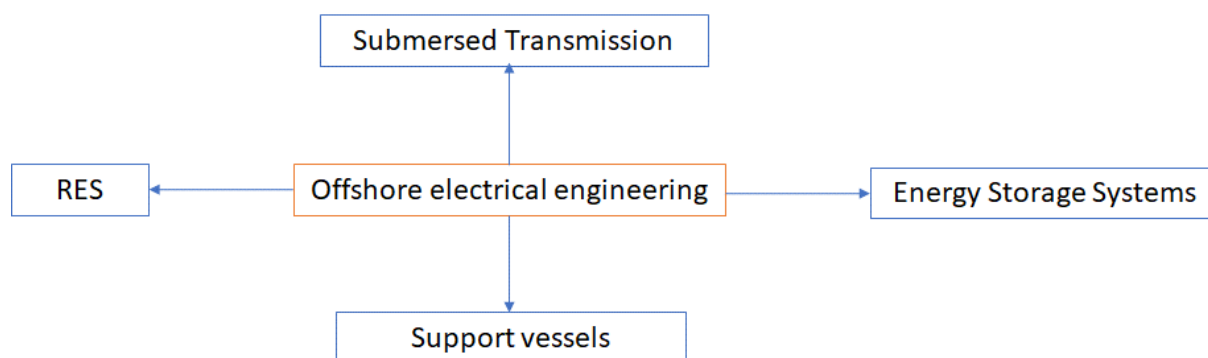 Submersed Transmission
RES
Offshore electrical engineering
Energy Storage Systems
Support vessels